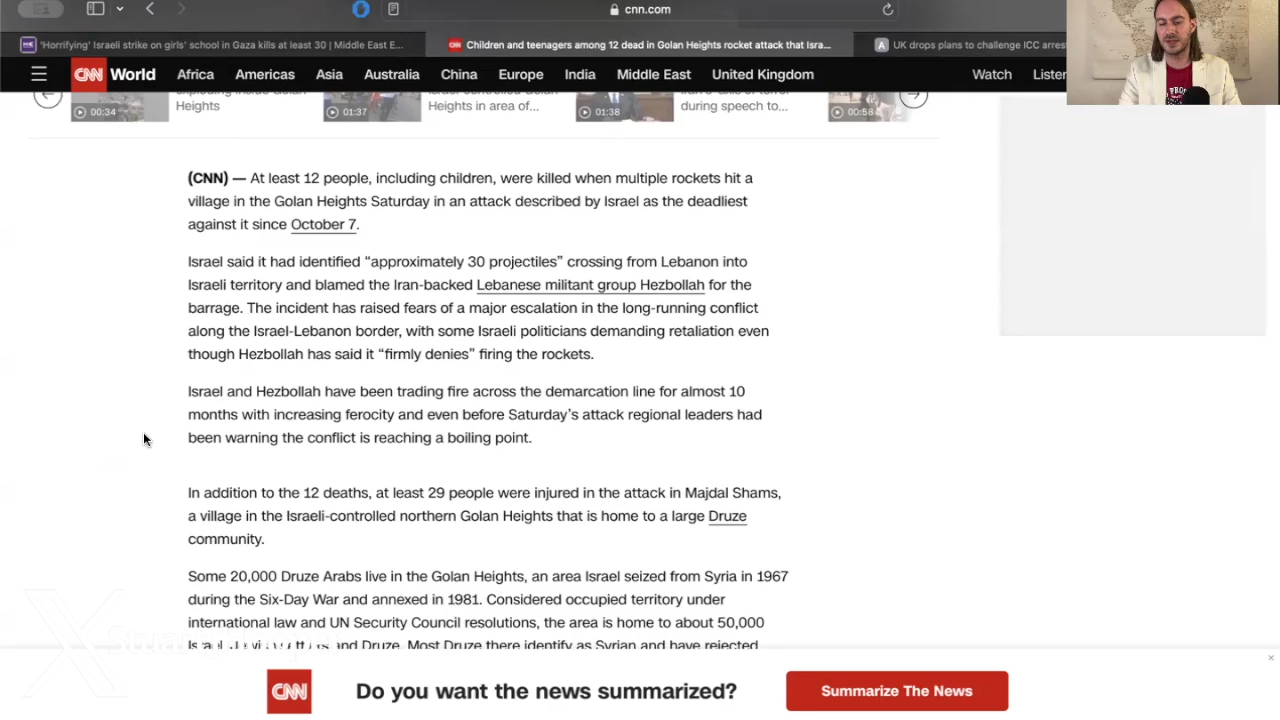 cnn.com
'Horrifying' Israeli strike on girls' school in Gaza kills at least 30 | Middle East E...
Children and teenagers among 12 dead in Golan Heights rocket attack that Isra...
UK drops plans to challenge ICC arres
CNN World Africa Americas Asia Australia China Europe India Middle East United Kingdom Watch Listen
Heights
Heights in area of...
during speech to...
00:34
01:37
01:38
00:58
(CNN) — At least 12 people, including children, were killed when multiple rockets hit a
village in the Golan Heights Saturday in an attack described by Israel as the deadliest
against it since October 7.
Israel said it had identified “approximately 30 projectiles” crossing from Lebanon into
Israeli territory and blamed the Iran-backed Lebanese militant group Hezbollah for the
barrage. The incident has raised fears of a major escalation in the long-running conflict
along the Israel-Lebanon border, with some Israeli politicians demanding retaliation even
though Hezbollah has said it “firmly denies” firing the rockets.
Israel and Hezbollah have been trading fire across the demarcation line for almost 10
months with increasing ferocity and even before Saturday’s attack regional leaders had
been warning the conflict is reaching a boiling point.
In addition to the 12 deaths, at least 29 people were injured in the attack in Majdal Shams,
a village in the Israeli-controlled northern Golan Heights that is home to a large Druze
community.
Some 20,000 Druze Arabs live in the Golan Heights, an area Israel seized from Syria in 1967
during the Six-Day War and annexed in 1981. Considered occupied territory under
international law and UN Security Council resolutions, the area is home to about 50,000
and Druze. Most Druze there identify as Syrian and have rejected
CNN Do you want the news summarized? Summarize The News